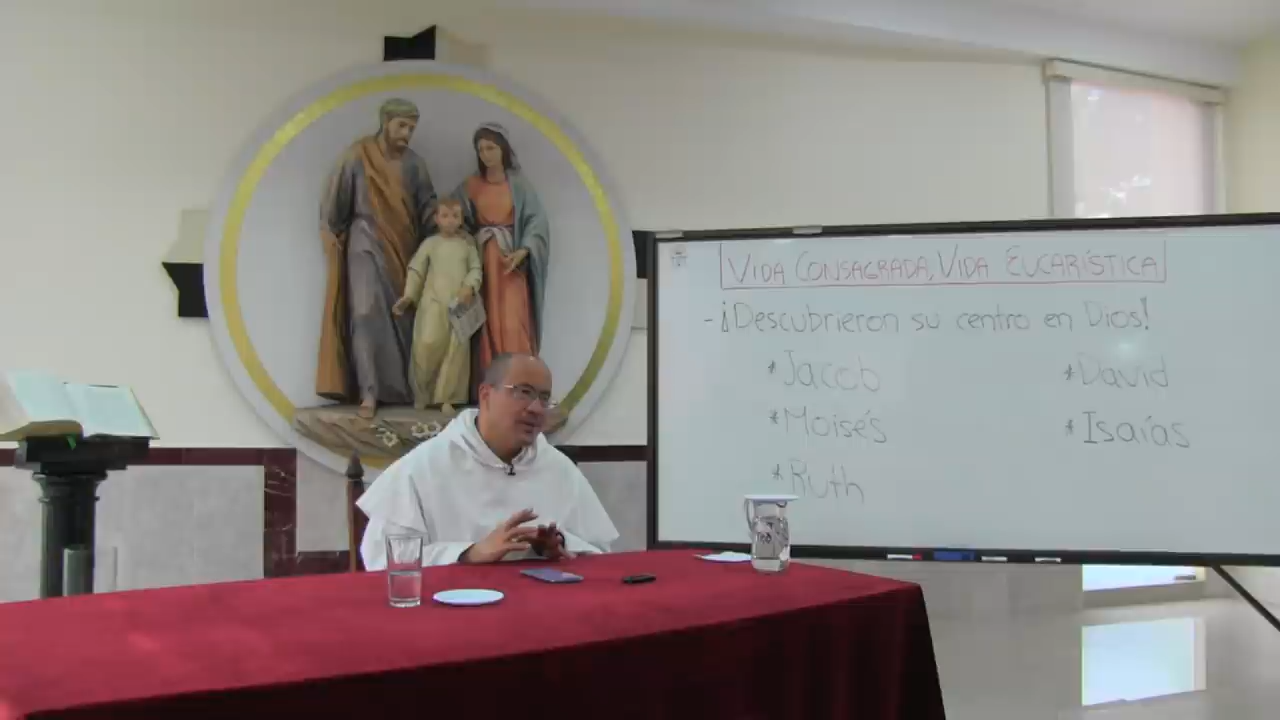 VIDA CONSAGRADA, VIDA EUCARÍSTICA
- ¡Descubrieron su centro en Dios!
* Jacob
* David
* Moisés
* Isaías
* Ruth